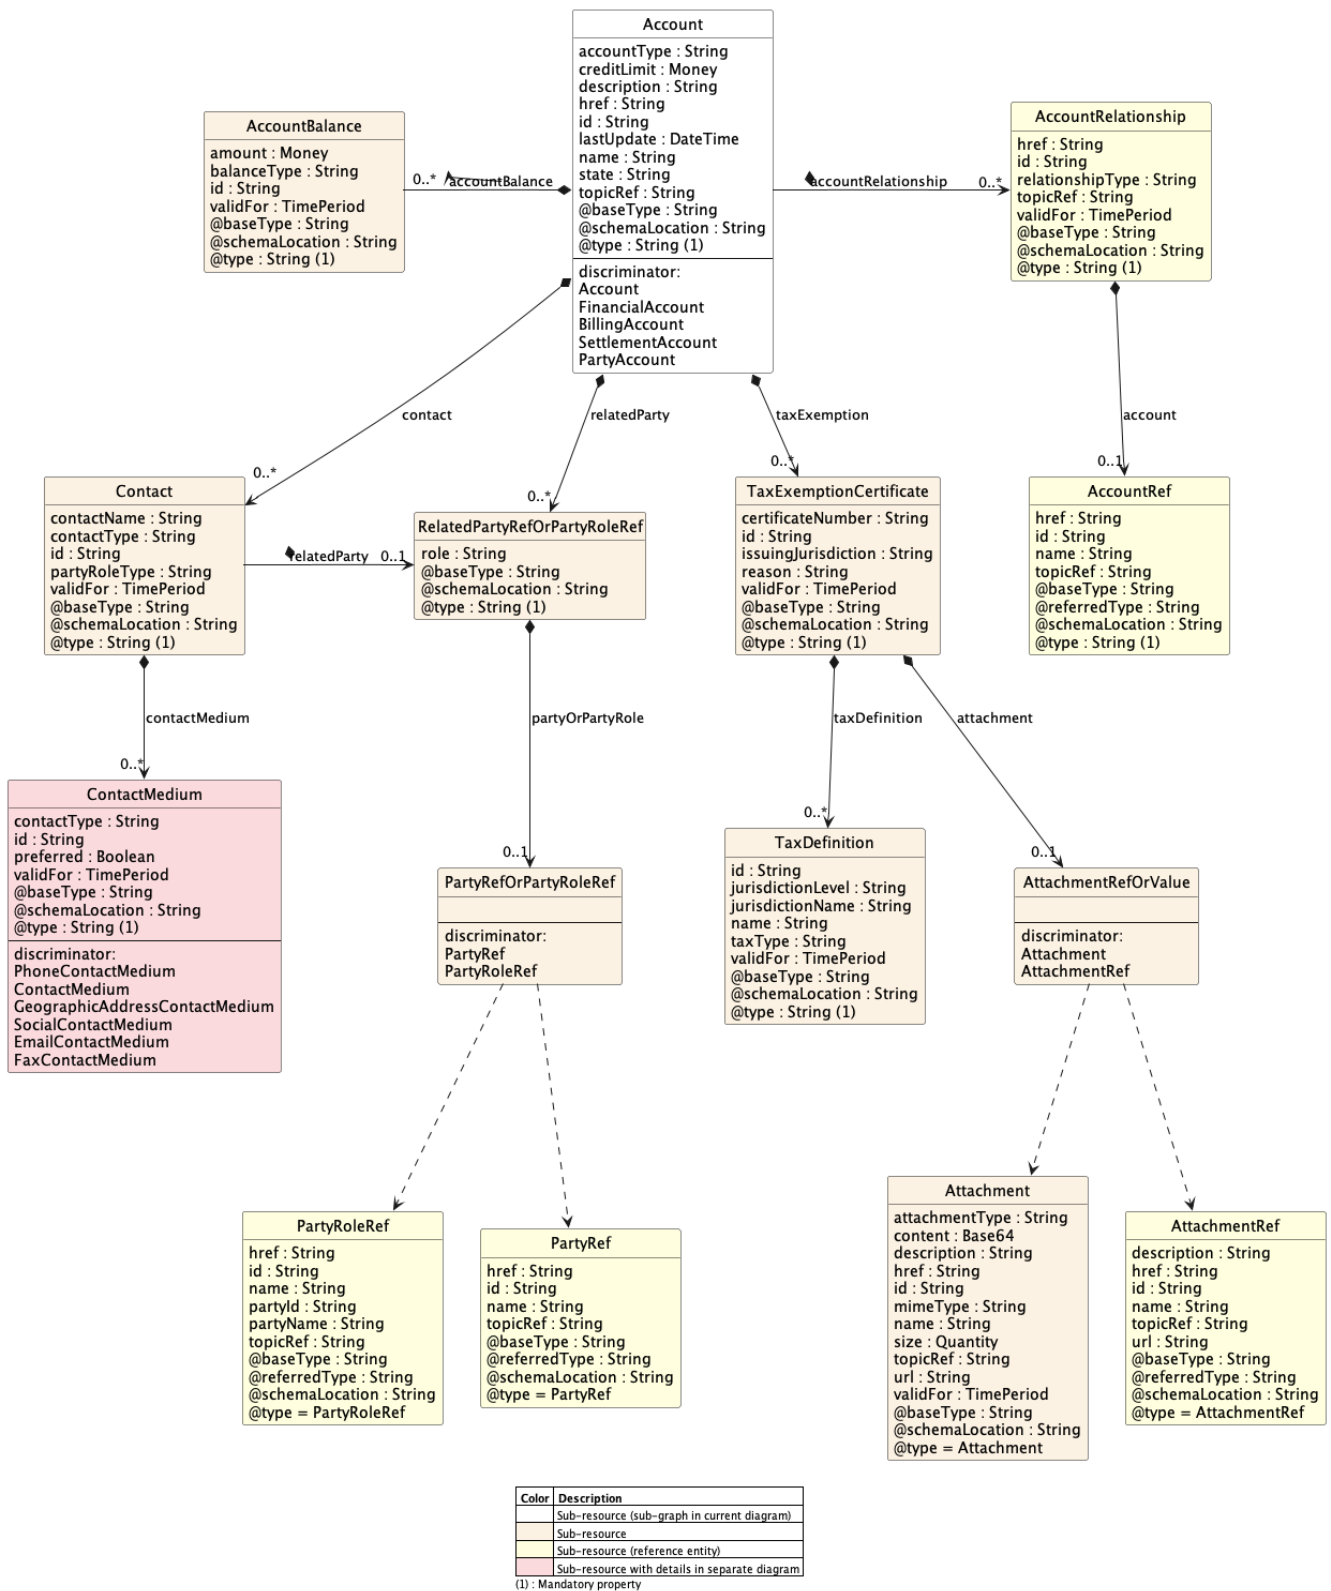 Account
accountType : String
creditLimit : Money
description : String
href : String
id : String
lastUpdate : DateTime
name : String
state : String
topicRef : String
@baseType : String
@schemaLocation : String
@type : String (1)
discriminator:
Account
FinancialAccount
BillingAccount
SettlementAccount
PartyAccount
AccountBalance
amount : Money
balanceType : String
id : String
validFor : TimePeriod
@baseType : String
@schemaLocation : String
@type : String (1)
0..*
accountBalance
accountRelationship
0..*
AccountRelationship
href : String
id : String
relationshipType : String
topicRef : String
validFor : TimePeriod
@baseType : String
@schemaLocation : String
@type : String (1)
contact
0..*
relatedParty
0..*
taxExemption
0..*
account
0..1
Contact
contactName : String
contactType : String
id : String
partyRoleType : String
validFor : TimePeriod
@baseType : String
@schemaLocation : String
@type : String (1)
relatedParty
0..1
RelatedPartyRefOrPartyRoleRef
role : String
@baseType : String
@schemaLocation : String
@type : String (1)
TaxExemptionCertificate
certificateNumber : String
id : String
issuingJurisdiction : String
reason : String
validFor : TimePeriod
@baseType : String
@schemaLocation : String
@type : String (1)
AccountRef
href : String
id : String
name : String
topicRef : String
@baseType : String
@referredType : String
@schemaLocation : String
@type : String (1)
contactMedium
0..*
partyOrPartyRole
0..1
taxDefinition
0..*
attachment
0..1
ContactMedium
contactType : String
id : String
preferred : Boolean
validFor : TimePeriod
@baseType : String
@schemaLocation : String
@type : String (1)
discriminator:
PhoneContactMedium
ContactMedium
GeographicAddressContactMedium
SocialContactMedium
EmailContactMedium
FaxContactMedium
PartyRefOrPartyRoleRef
discriminator:
PartyRef
PartyRoleRef
TaxDefinition
id : String
jurisdictionLevel : String
jurisdictionName : String
name : String
taxType : String
validFor : TimePeriod
@baseType : String
@schemaLocation : String
@type : String (1)
AttachmentRefOrValue
discriminator:
Attachment
AttachmentRef
PartyRoleRef
href : String
id : String
name : String
partyId : String
partyName : String
topicRef : String
@baseType : String
@referredType : String
@schemaLocation : String
@type = PartyRoleRef
PartyRef
href : String
id : String
name : String
topicRef : String
@baseType : String
@referredType : String
@schemaLocation : String
@type = PartyRef
Attachment
attachmentType : String
content : Base64
description : String
href : String
id : String
mimeType : String
name : String
size : Quantity
topicRef : String
url : String
validFor : TimePeriod
@baseType : String
@schemaLocation : String
@type = Attachment
AttachmentRef
description : String
href : String
id : String
name : String
topicRef : String
url : String
@baseType : String
@referredType : String
@schemaLocation : String
@type = AttachmentRef
Color Description
Sub-resource (sub-graph in current diagram)
Sub-resource
Sub-resource (reference entity)
Sub-resource with details in separate diagram
(1) : Mandatory property